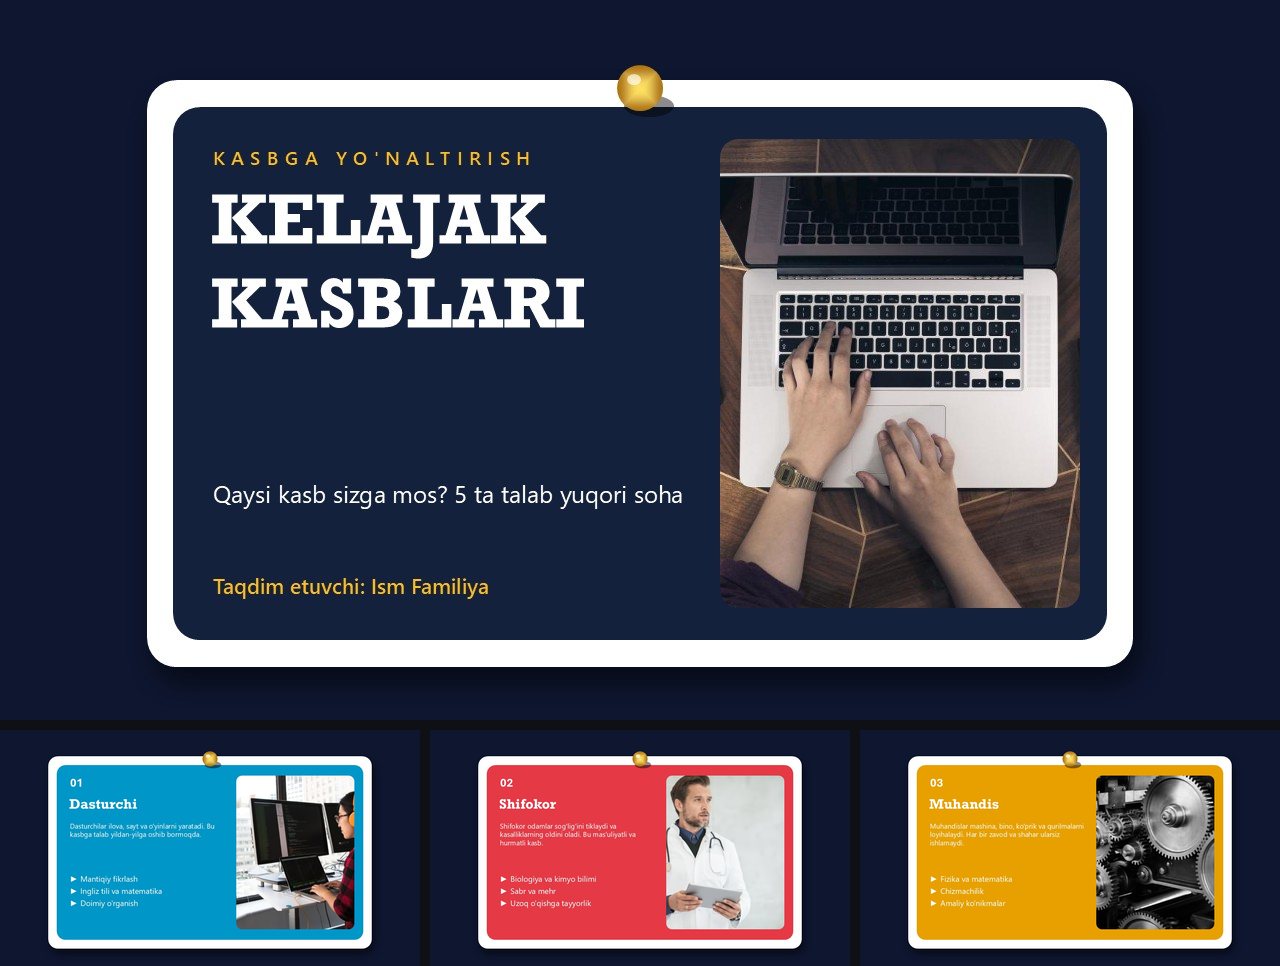 KASBGA YO'NALTIRISH
KELAJAK
KASBLARI
Qaysi kasb sizga mos? 5 ta talab yuqori soha
Taqdim etuvchi: Ism Familiya
01
Dasturchi
Dasturchilar ilova, sayt va o'yinlarni yaratadi. Bu
kasbga talab yildan-yilga oshib bormoqda.
► Mantiqiy fikrlash
► Ingliz tili va matematika
► Doimiy o'rganish
02
Shifokor
Shifokor odamlar sog'lig'ini tiklaydi va
kasalliklarning oldini oladi. Bu mas'uliyatli va
hurmatli kasb.
► Biologiya va kimyo bilimi
► Sabr va mehr
► Uzoq o'qishga tayyorlik
03
Muhandis
Muhandislar mashina, bino, ko'prik va qurilmalarni
loyihalaydi. Har bir zavod va shahar ularsiz
ishlamaydi.
► Fizika va matematika
► Chizmachilik
► Amaliy ko'nikmalar